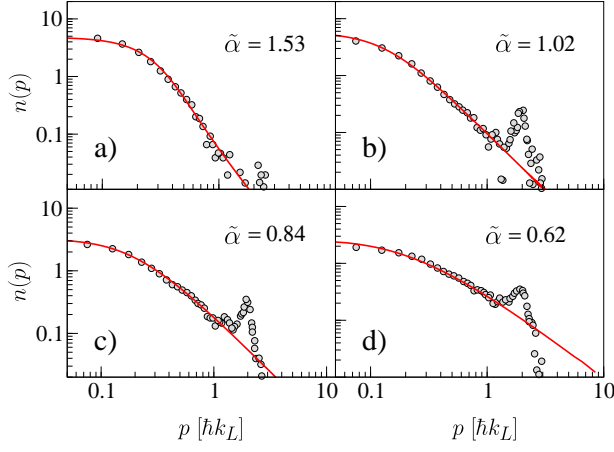 10 α̃ = 1.53 α̃ = 1.02
n(p)
1
0.1
a) b)
10 α̃ = 0.84 α̃ = 0.62
n(p)
1
0.1
c) d)
0.1 1 10 0.1 1 10
p [ħk_L] p [ħk_L]